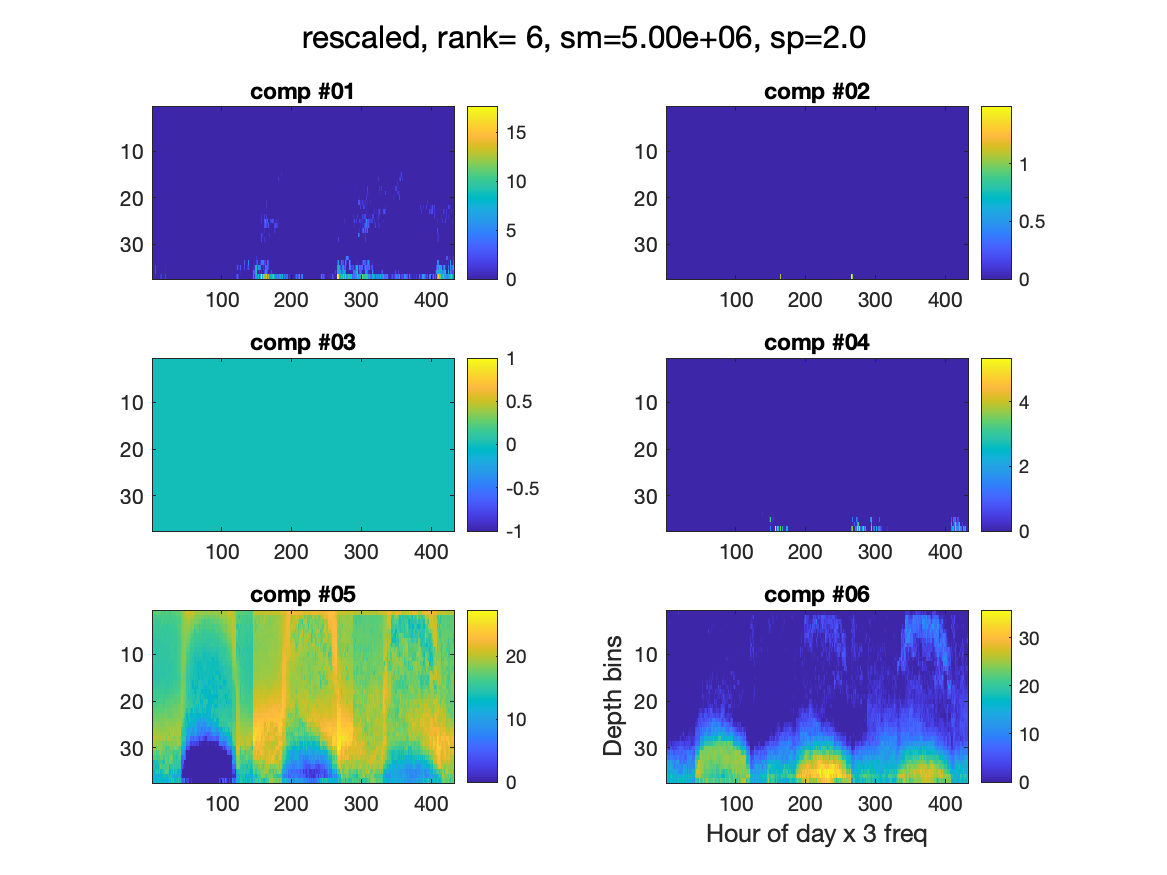 rescaled, rank= 6, sm=5.00e+06, sp=2.0
comp #01
10
20
30
100 200 300 400
15
10
5
0
comp #02
10
20
30
100 200 300 400
1
0.5
0
comp #03
10
20
30
100 200 300 400
1
0.5
0
-0.5
-1
comp #04
10
20
30
100 200 300 400
4
2
0
comp #05
10
20
30
100 200 300 400
20
10
0
comp #06
Depth bins
10
20
30
100 200 300 400
Hour of day x 3 freq
30
20
10
0